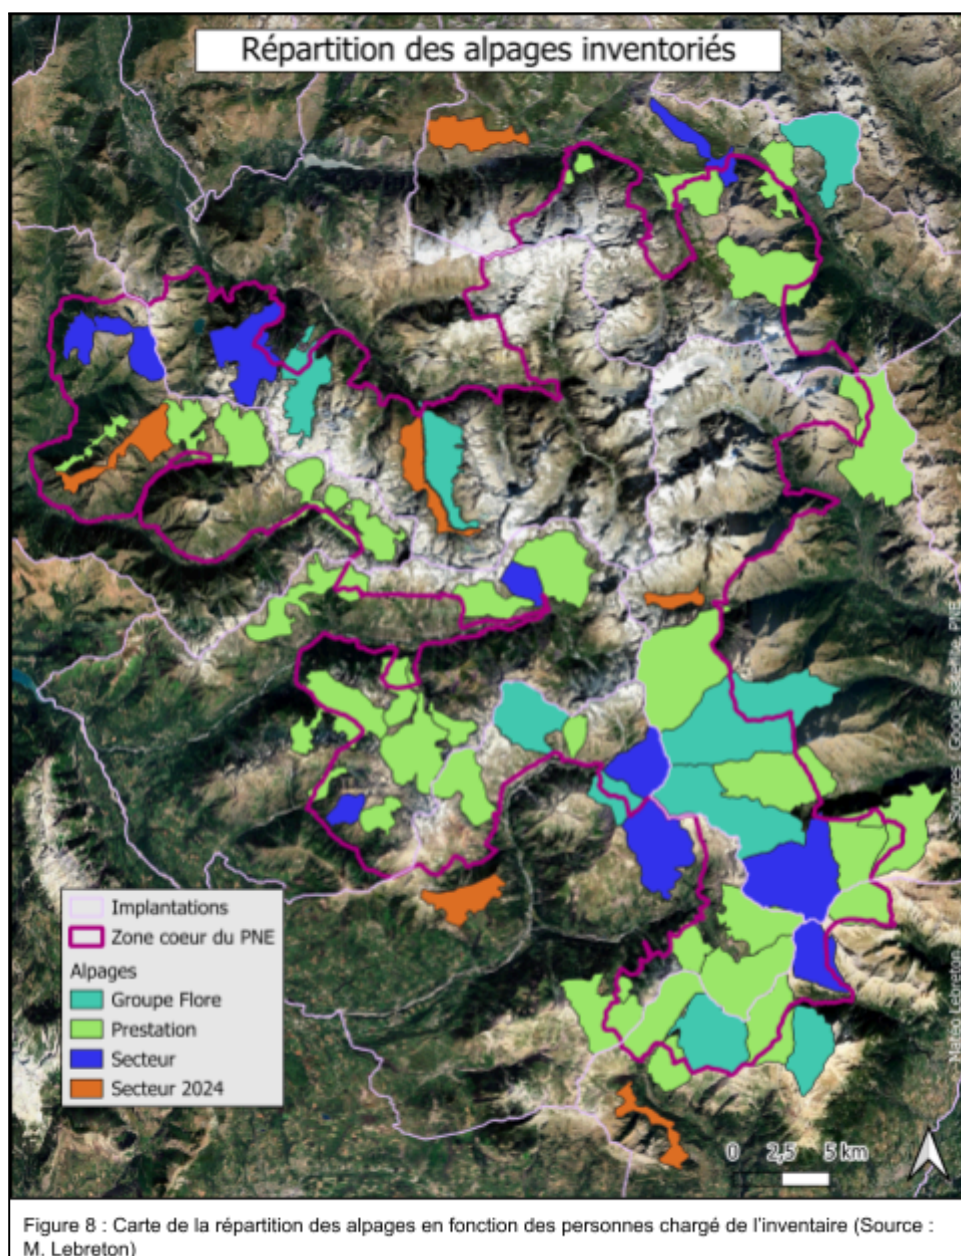 Répartition des alpages inventoriés
Implantations
Zone coeur du PNE
Alpages
Groupe Flore
Prestation
Secteur
Secteur 2024
0 2,5 5 km
Figure 8 : Carte de la répartition des alpages en fonction des personnes chargé de l'inventaire (Source :
M. Lebreton)